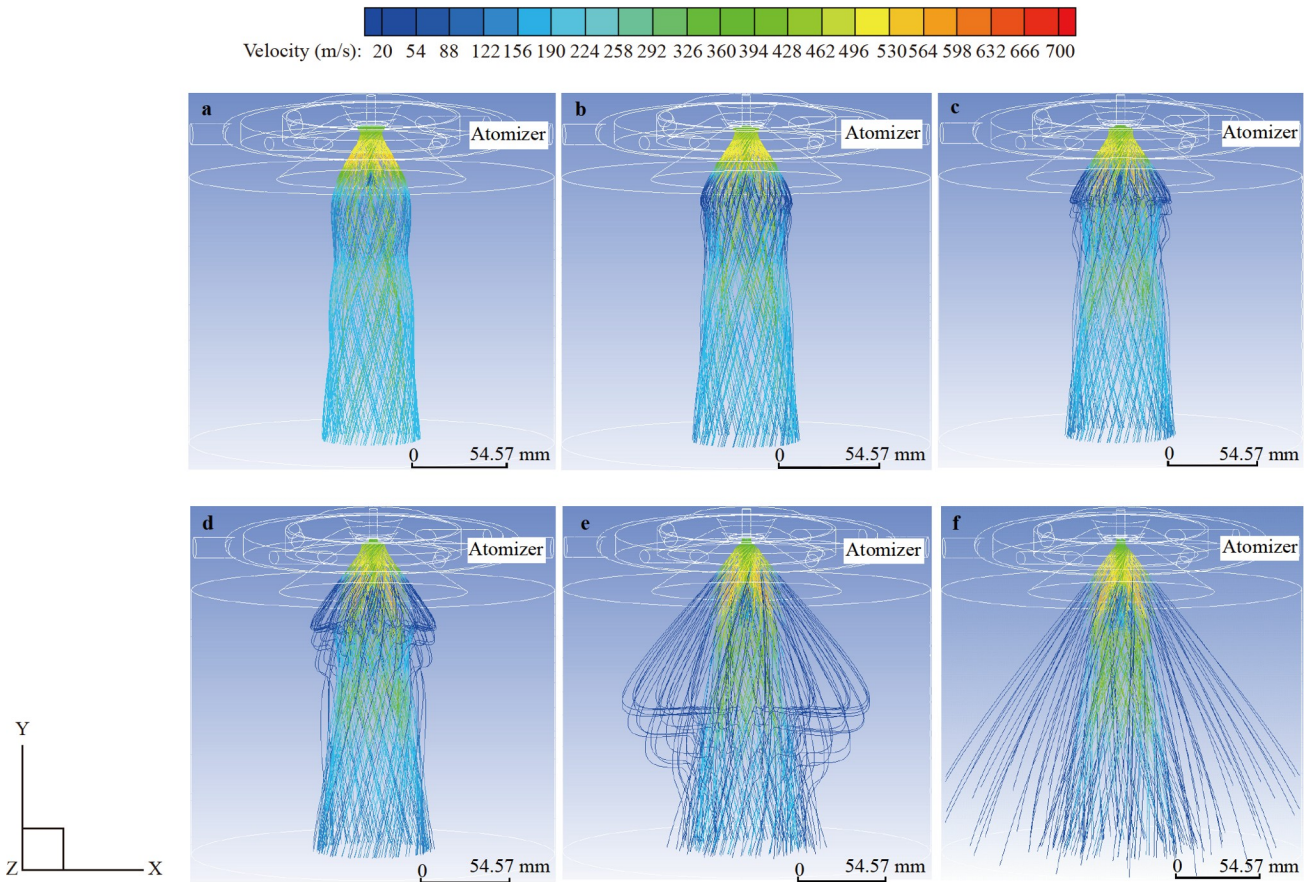 Velocity (m/s): 20 54 88 122 156 190 224 258 292 326 360 394 428 462 496 530 564 598 632 666 700
a Atomizer
0 54.57 mm
b Atomizer
0 54.57 mm
c Atomizer
0 54.57 mm
d Atomizer
0 54.57 mm
e Atomizer
0 54.57 mm
f Atomizer
0 54.57 mm
Y
Z X